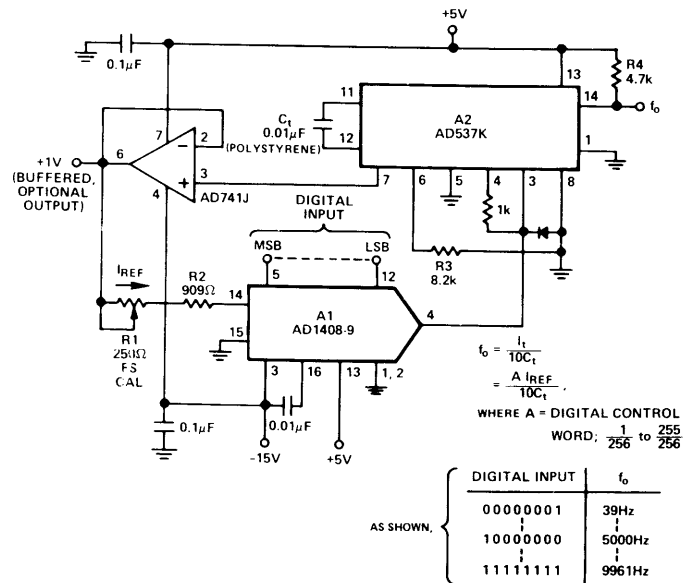 +5V
0.1µF
R4
4.7k
13
14
fo
11
Ct
0.01µF
(POLYSTYRENE)
12
A2
AD537K
1
7
6
5
4
3
8
7
2
+1V
(BUFFERED,
OPTIONAL
OUTPUT)
6
−
+
3
4
AD741J
1k
R3
8.2k
DIGITAL
INPUT
MSB
LSB
5
12
IREF
R2
909Ω
14
15
A1
AD1408-9
4
R1
250Ω
FS
CAL
3
16
13
1, 2
0.1µF
0.01µF
-15V
+5V
fo = It / 10Ct
= A IREF / 10Ct ,
WHERE A = DIGITAL CONTROL
WORD; 1/256 to 255/256
AS SHOWN,
DIGITAL INPUT fo
00000001 39Hz
10000000 5000Hz
11111111 9961Hz